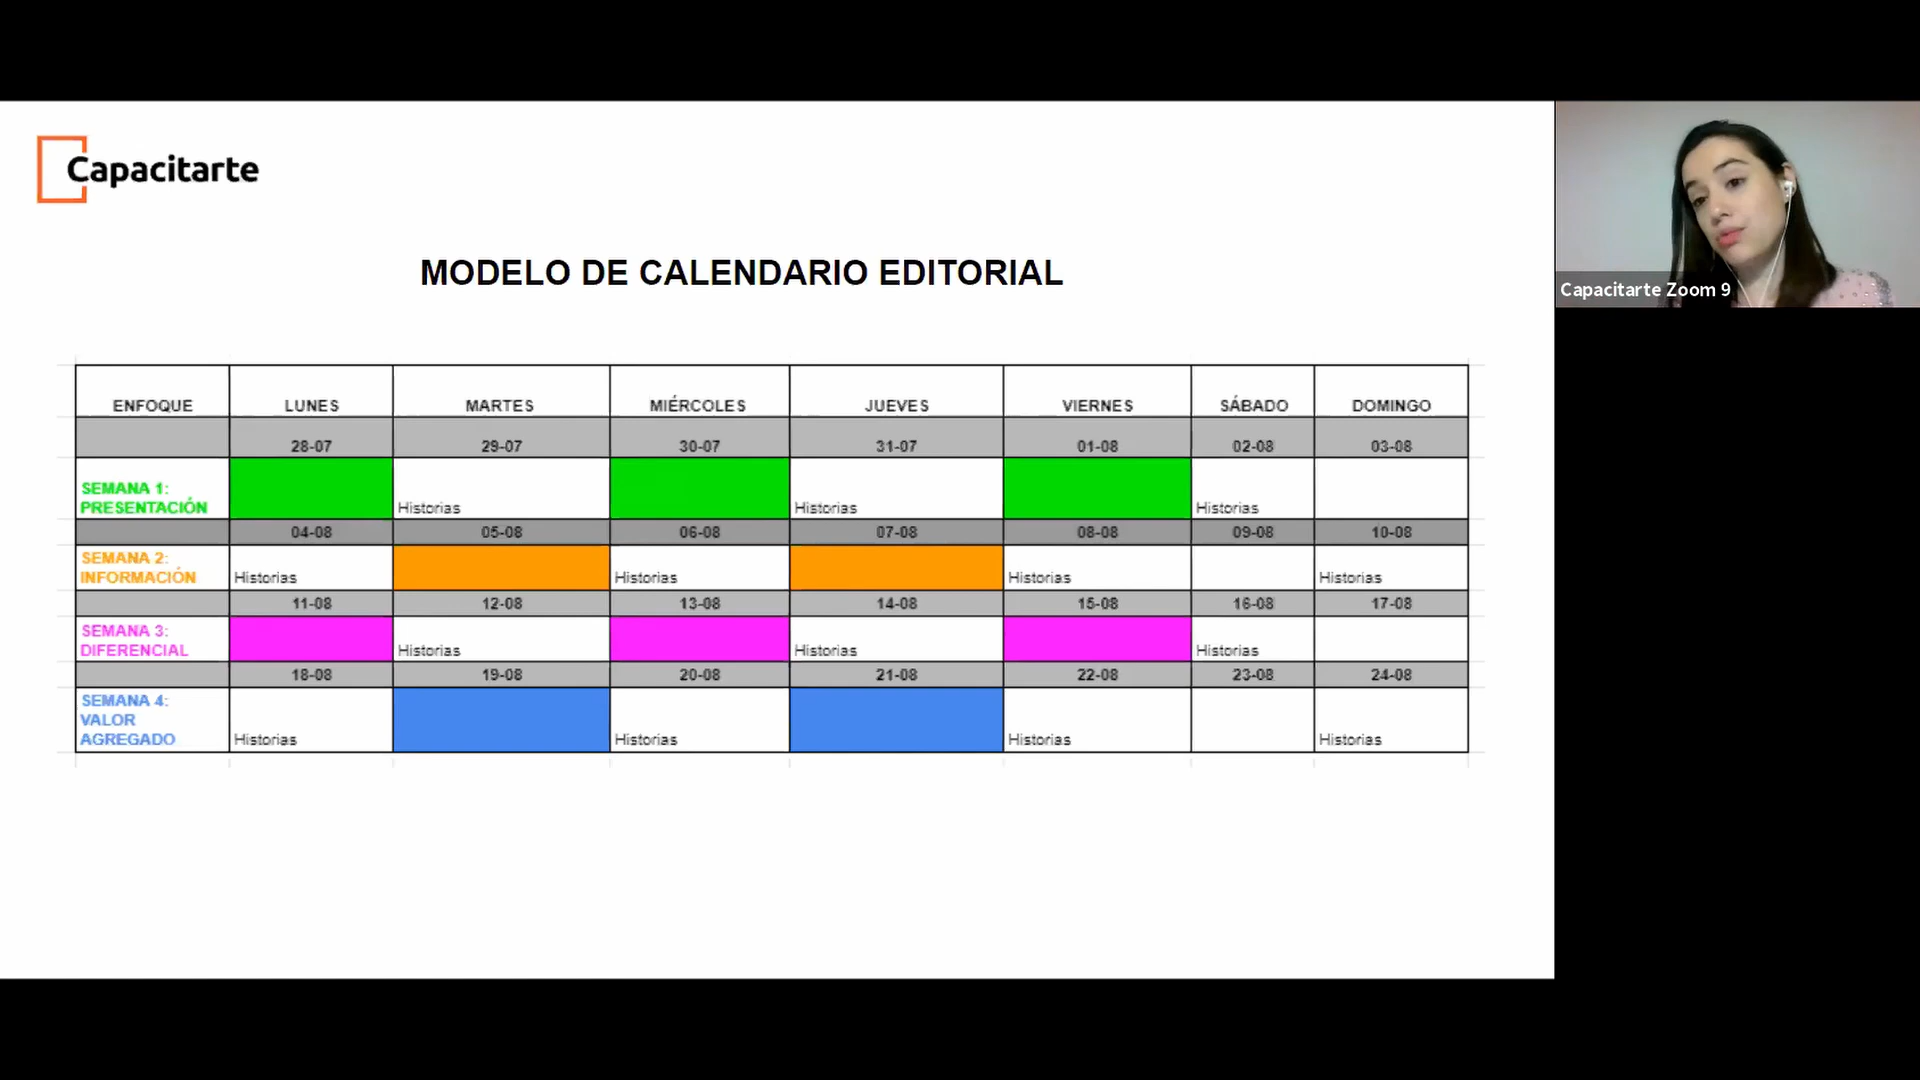 Capacitarte
MODELO DE CALENDARIO EDITORIAL
ENFOQUE LUNES MARTES MIÉRCOLES JUEVES VIERNES SÁBADO DOMINGO
28-07 29-07 30-07 31-07 01-08 02-08 03-08
SEMANA 1:
PRESENTACIÓN Historias Historias Historias
04-08 05-08 06-08 07-08 08-08 09-08 10-08
SEMANA 2:
INFORMACIÓN Historias Historias Historias Historias
11-08 12-08 13-08 14-08 15-08 16-08 17-08
SEMANA 3:
DIFERENCIAL Historias Historias Historias
18-08 19-08 20-08 21-08 22-08 23-08 24-08
SEMANA 4:
VALOR
AGREGADO Historias Historias Historias Historias
Capacitarte Zoom 9